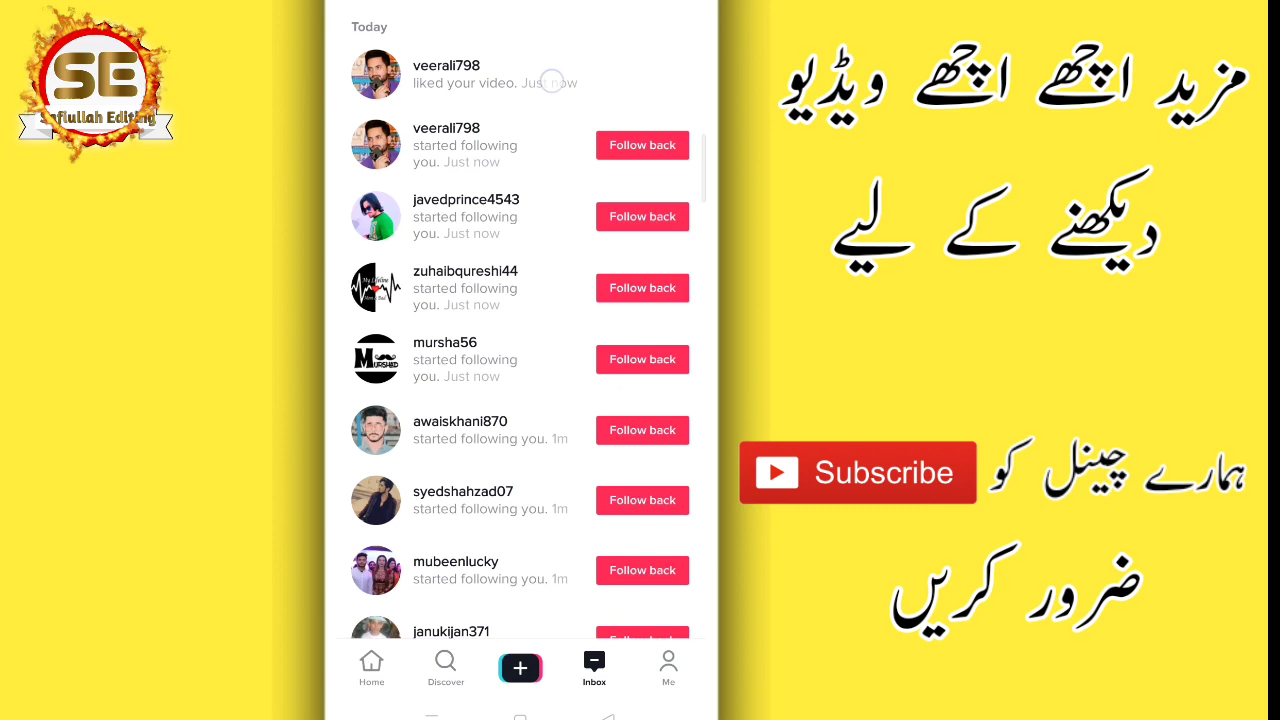 SE
Saflullah Editing
Today
veerali798
liked your video. Just now
veerali798
started following
you. Just now
Follow back
javedprince4543
started following
you. Just now
Follow back
zuhaibqureshi44
started following
you. Just now
Follow back
mursha56
started following
you. Just now
Follow back
MURSHAD
awaiskhani870
started following you. 1m
Follow back
syedshahzad07
started following you. 1m
Follow back
mubeenlucky
started following you. 1m
Follow back
janukijan371
Home
Discover
Inbox
Me
مزید اچھے اچھے ویڈیو
دیکھنے کے لیے
ہمارے چینل کو Subscribe
ضرور کریں